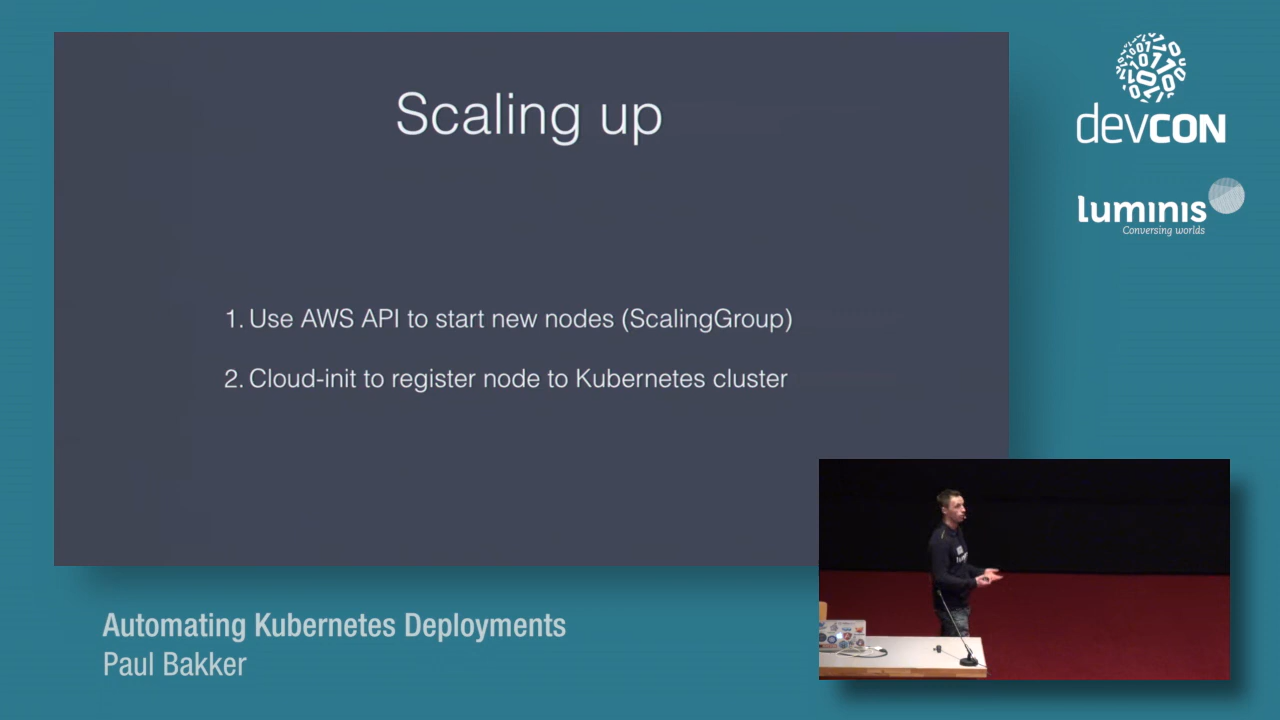 Scaling up
1. Use AWS API to start new nodes (ScalingGroup)
2. Cloud-init to register node to Kubernetes cluster
devcon
luminis
Conversing worlds
Automating Kubernetes Deployments
Paul Bakker